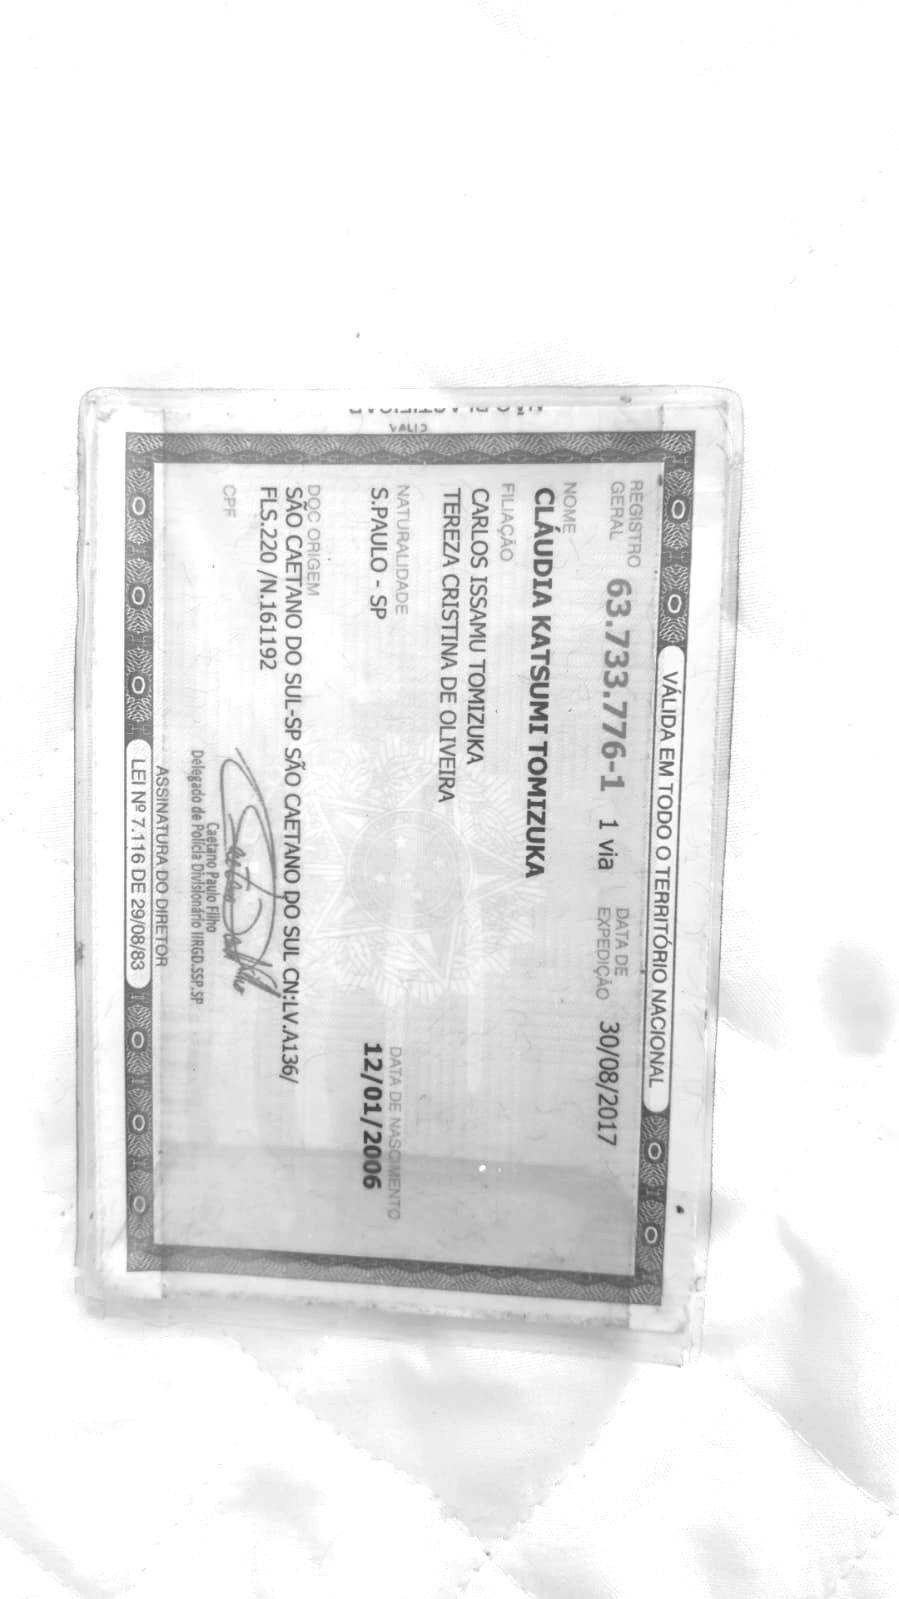 VÁLIDA EM TODO O TERRITÓRIO NACIONAL
REGISTRO GERAL 63.733.776-1 1 via DATA DE EXPEDIÇÃO 30/08/2017
NOME
CLÁUDIA KATSUMI TOMIZUKA
FILIAÇÃO
CARLOS ISSAMU TOMIZUKA
TEREZA CRISTINA DE OLIVEIRA
NATURALIDADE DATA DE NASCIMENTO
S.PAULO - SP 12/01/2006
DOC ORIGEM
SÃO CAETANO DO SUL-SP SÃO CAETANO DO SUL CN:LV.A136/
FLS.220 /N.161192
CPF
Caetano Paulo Filho
Delegado de Polícia Divisionário IIRGD.SSP.SP
ASSINATURA DO DIRETOR
LEI Nº 7.116 DE 29/08/83